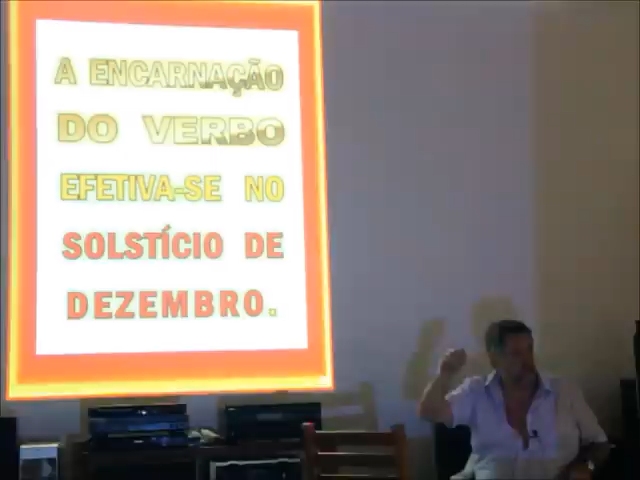 A ENCARNAÇÃO
DO VERBO
EFETIVA-SE NO
SOLSTÍCIO DE
DEZEMBRO.